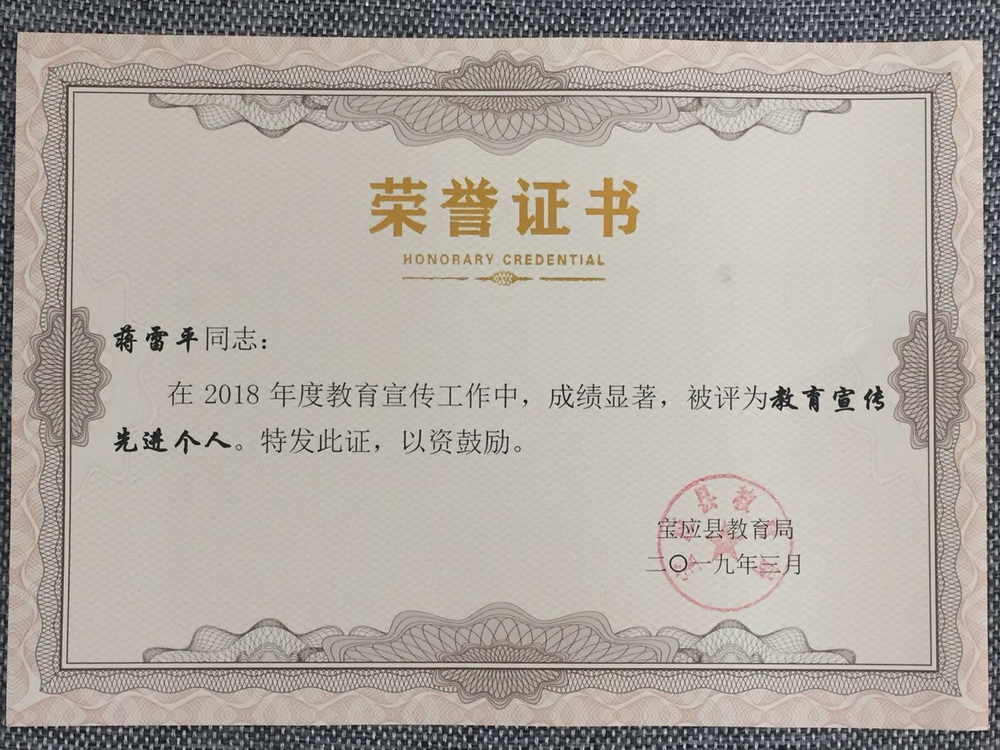 荣誉证书
HONORARY CREDENTIAL
蒋雷平同志：
在 2018 年度教育宣传工作中，成绩显著，被评为教育宣传
先进个人。特发此证，以资鼓励。
宝应县教育局
二〇一九年三月